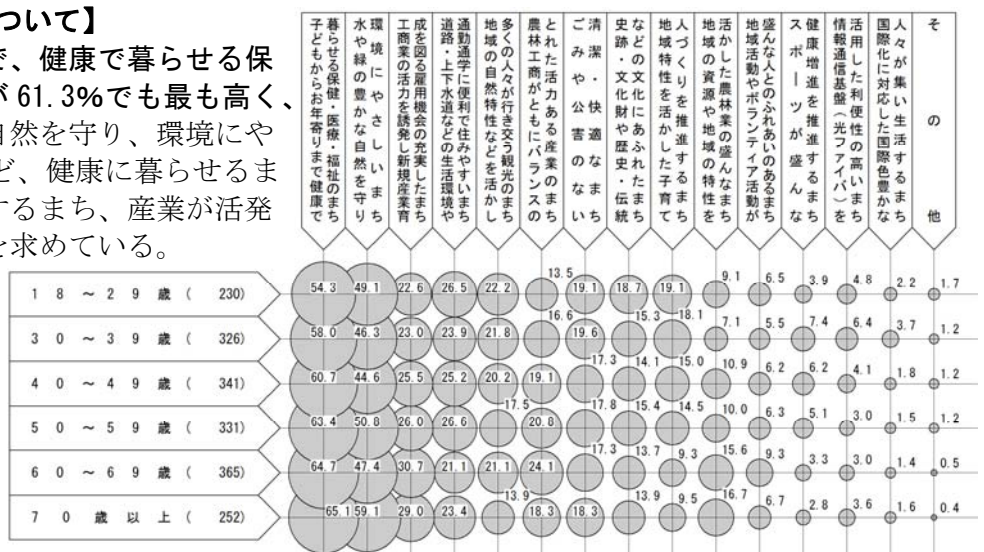 ついて】
で、健康で暮らせる保
が 61.3%でも最も高く、
自然を守り、環境にや
ど、健康に暮らせるま
するまち、産業が活発
を求めている。
子どもからお年寄りまで健康で
暮らせる保健・医療・福祉のまち
水や緑の豊かな自然を守り
環境にやさしいまち
工商業の活力を誘発し新規産業育
成を図る雇用機会の充実したまち
道路・上下水道などの生活環境や
通勤通学に便利で住みやすいまち
地域の自然特性などを活かし
多くの人々が行き交う観光のまち
農林工商がともにバランスの
とれた活力ある産業のまち
ごみや公害のない
清潔・快適なまち
史跡・文化財や歴史・伝統
などの文化にあふれたまち
地域特性を活かした子育て
人づくりを推進するまち
地域の資源や地域の特性を
活かした農林業の盛んなまち
地域活動やボランティア活動が
盛んな人とのふれあいのあるまち
スポーツが盛んな
健康増進を推進するまち
情報通信基盤（光ファイバ）を
活用した利便性の高いまち
国際化に対応した国際色豊かな
人々が集い生活するまち
その他
18～29歳( 230) 54.3 49.1 22.6 26.5 22.2 13.5 19.1 18.7 19.1 9.1 6.5 3.9 4.8 2.2 1.7
30～39歳( 326) 58.0 46.3 23.0 23.9 21.8 16.6 19.6 15.3 18.1 7.1 5.5 7.4 6.4 3.7 1.2
40～49歳( 341) 60.7 44.6 25.5 25.2 20.2 19.1 17.3 14.1 15.0 10.9 6.2 6.2 4.1 1.8 1.2
50～59歳( 331) 63.4 50.8 26.0 26.6 17.5 20.8 17.8 15.4 14.5 10.0 6.3 5.1 3.0 1.5 1.2
60～69歳( 365) 64.7 47.4 30.7 21.1 21.1 24.1 17.3 13.7 9.3 15.6 9.3 3.3 3.0 1.4 0.5
70歳以上( 252) 65.1 59.1 29.0 23.4 13.9 18.3 18.3 13.9 9.5 16.7 6.7 2.8 3.6 1.6 0.4